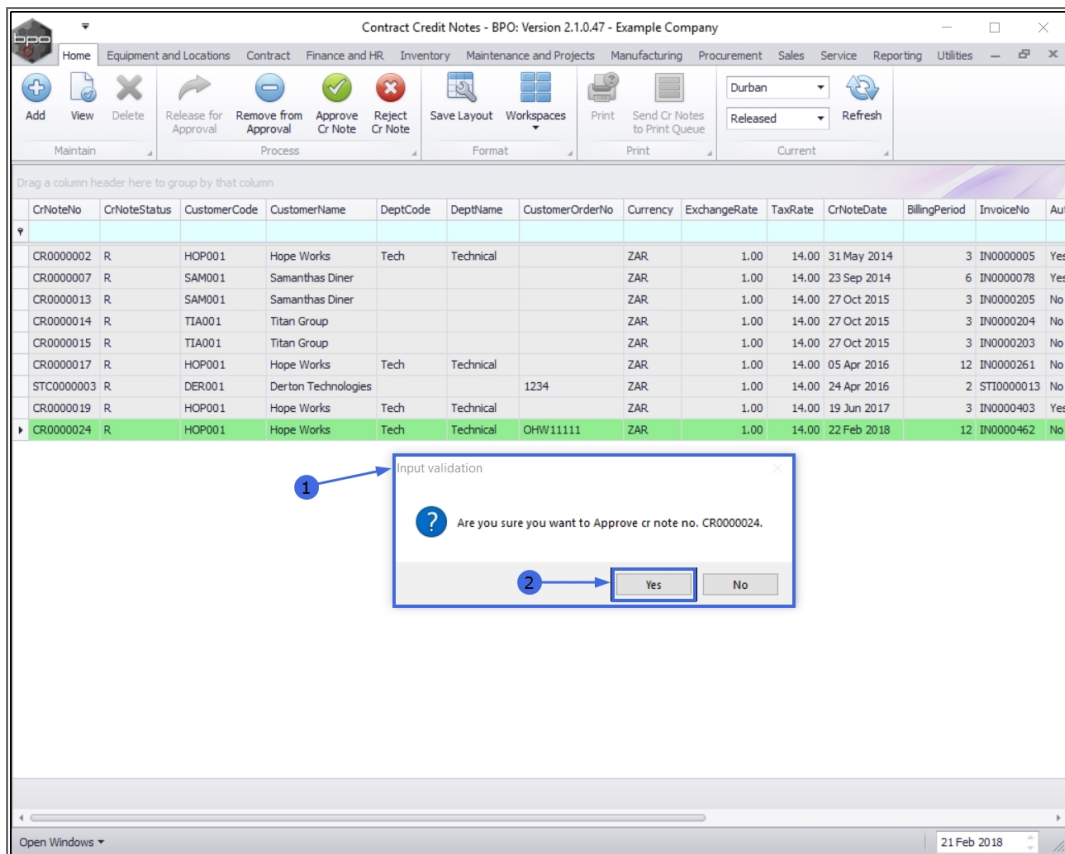 Contract Credit Notes - BPO: Version 2.1.0.47 - Example Company
bpo
Home Equipment and Locations Contract Finance and HR Inventory Maintenance and Projects Manufacturing Procurement Sales Service Reporting Utilities
Add View Delete Release for Approval Remove from Approval Approve Cr Note Reject Cr Note Save Layout Workspaces Print Send Cr Notes to Print Queue Durban Released Refresh
Maintain Process Format Print Current
Drag a column header here to group by that column
CrNoteNo CrNoteStatus CustomerCode CustomerName DeptCode DeptName CustomerOrderNo Currency ExchangeRate TaxRate CrNoteDate BillingPeriod InvoiceNo Au
CR0000002 R HOP001 Hope Works Tech Technical ZAR 1.00 14.00 31 May 2014 3 IN0000005 Yes
CR0000007 R SAM001 Samanthas Diner ZAR 1.00 14.00 23 Sep 2014 6 IN0000078 Yes
CR0000013 R SAM001 Samanthas Diner ZAR 1.00 14.00 27 Oct 2015 3 IN0000205 No
CR0000014 R TIA001 Titan Group ZAR 1.00 14.00 27 Oct 2015 3 IN0000204 No
CR0000015 R TIA001 Titan Group ZAR 1.00 14.00 27 Oct 2015 3 IN0000203 No
CR0000017 R HOP001 Hope Works Tech Technical ZAR 1.00 14.00 05 Apr 2016 12 IN0000261 No
STC0000003 R DER001 Derton Technologies 1234 ZAR 1.00 14.00 24 Apr 2016 2 STI0000013 No
CR0000019 R HOP001 Hope Works Tech Technical ZAR 1.00 14.00 19 Jun 2017 3 IN0000403 Yes
CR0000024 R HOP001 Hope Works Tech Technical OHW11111 ZAR 1.00 14.00 22 Feb 2018 12 IN0000462 No
Input validation
1
Are you sure you want to Approve cr note no. CR0000024.
2
Yes No
Open Windows 21 Feb 2018